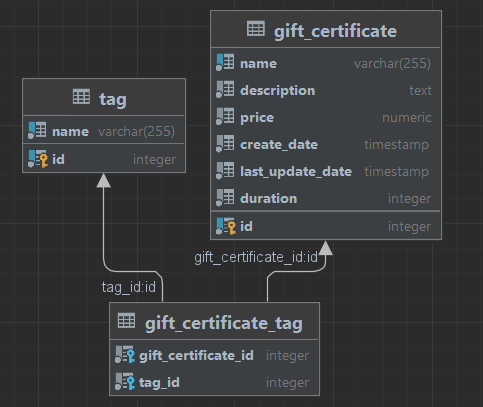 gift_certificate
name varchar(255)
description text
price numeric
create_date timestamp
last_update_date timestamp
duration integer
id integer
tag
name varchar(255)
id integer
gift_certificate_id:id
tag_id:id
gift_certificate_tag
gift_certificate_id integer
tag_id integer